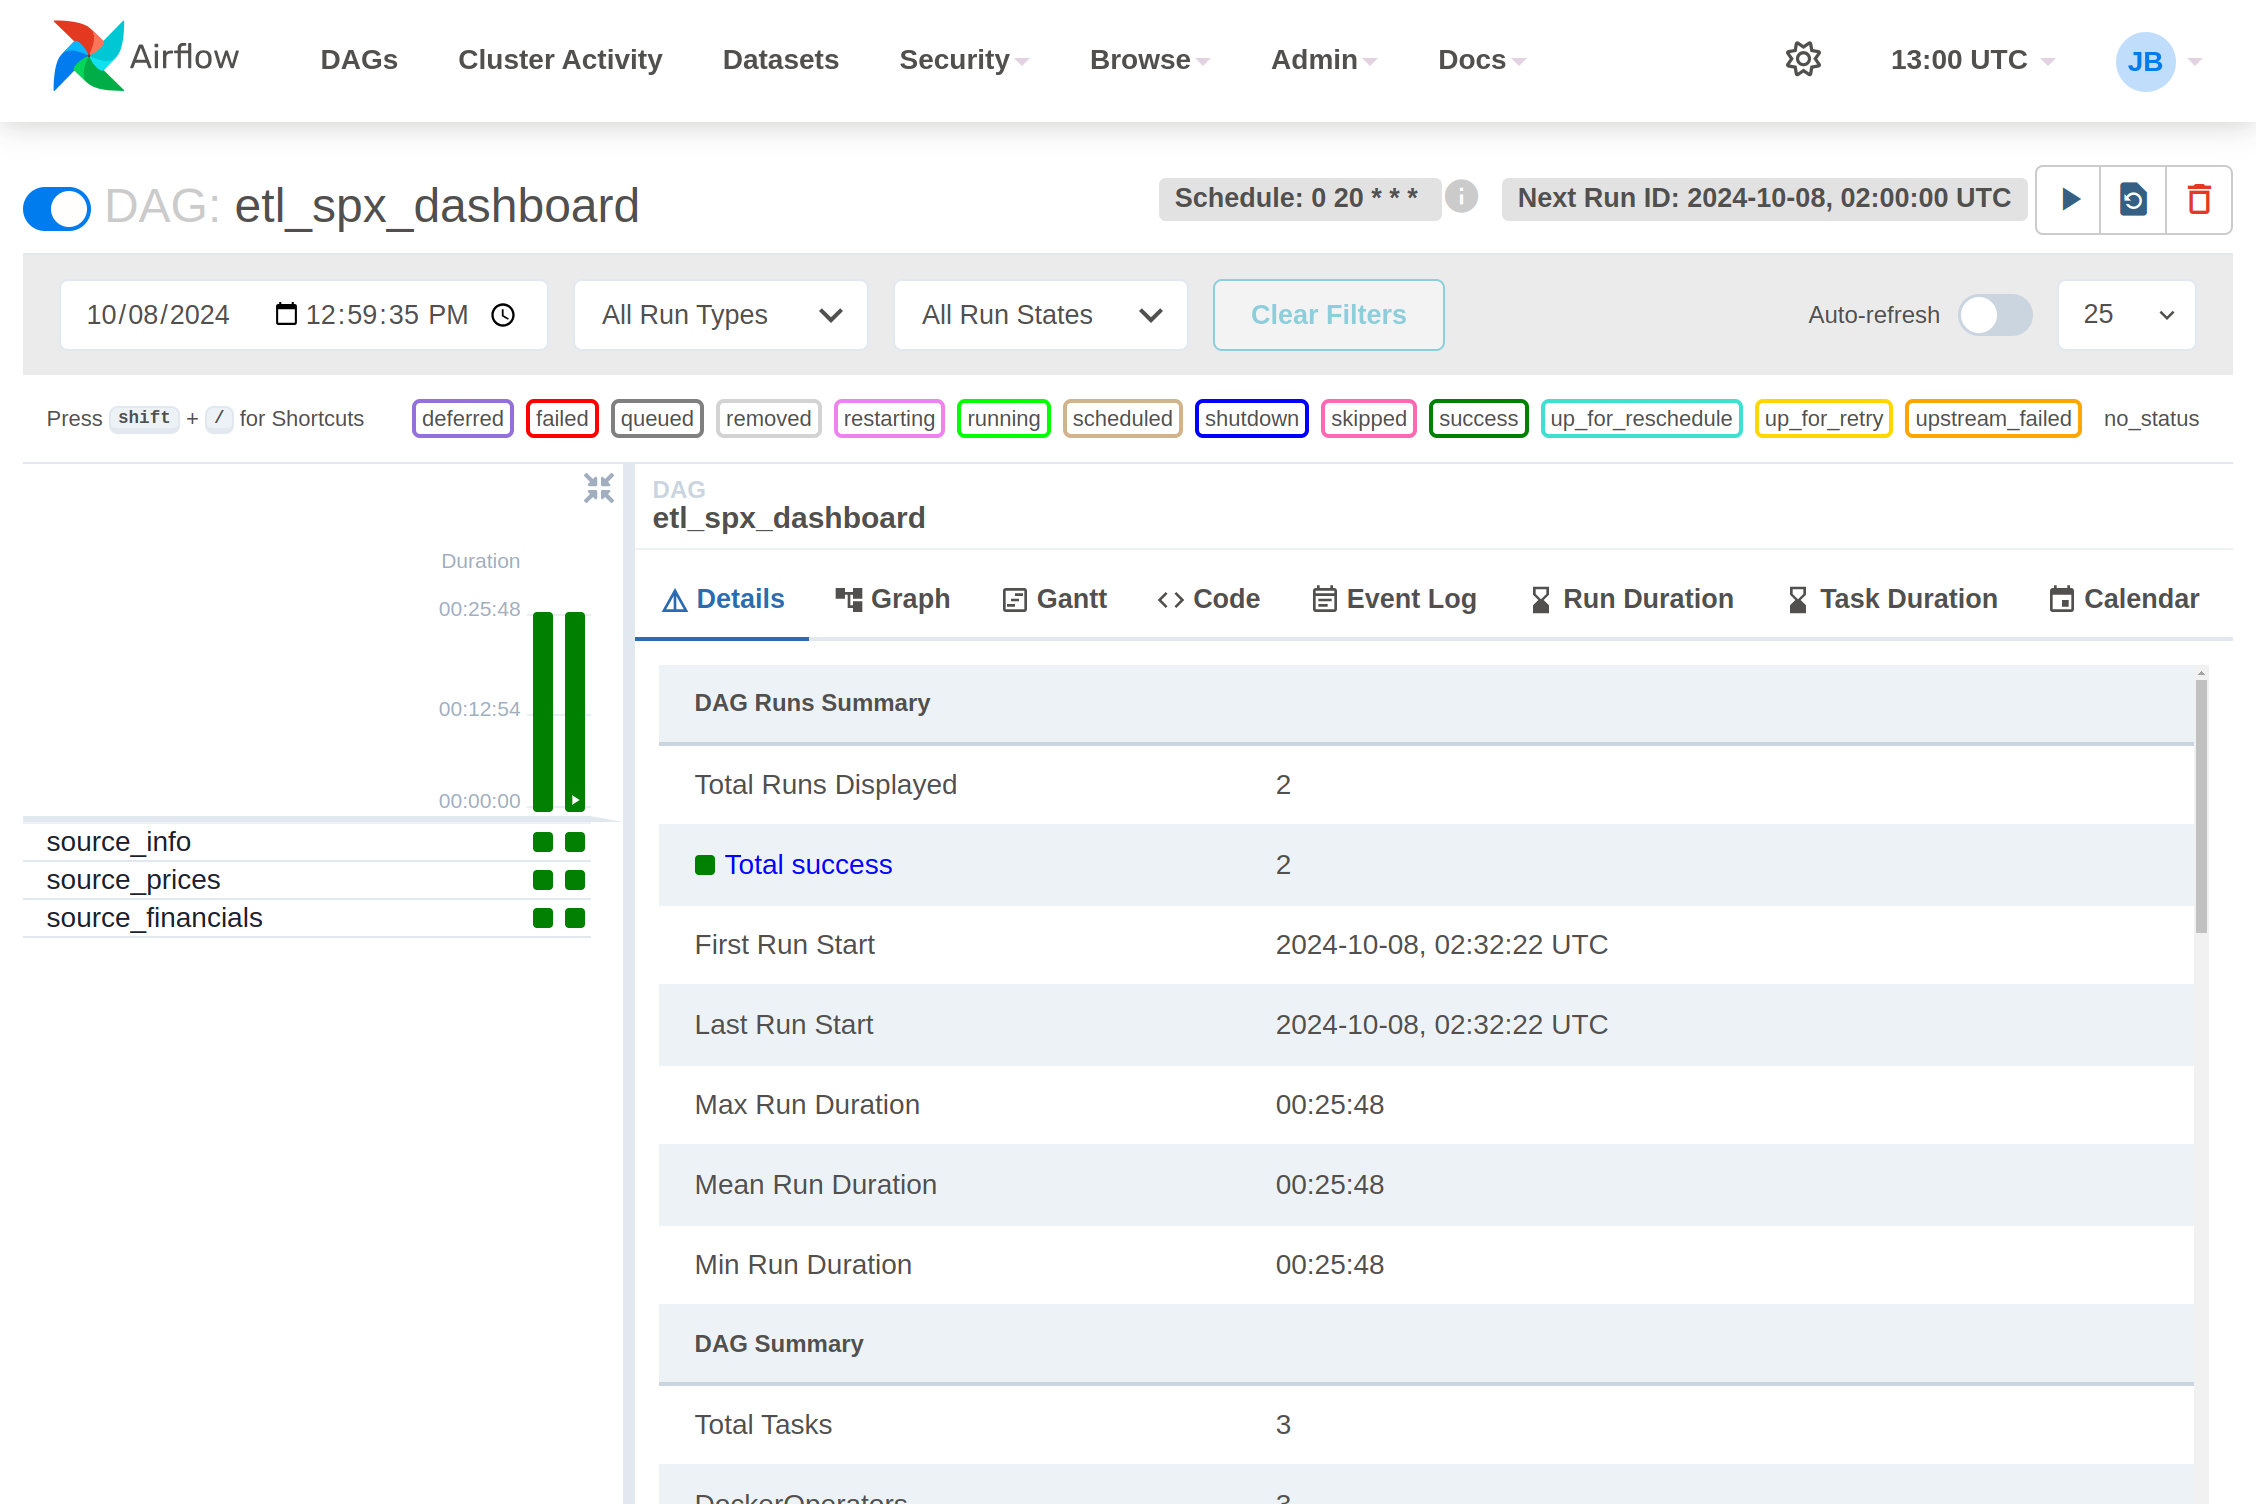 Airflow DAGs Cluster Activity Datasets Security Browse Admin Docs 13:00 UTC JB
DAG: etl_spx_dashboard Schedule: 0 20 * * * Next Run ID: 2024-10-08, 02:00:00 UTC
10/08/2024 12:59:35 PM All Run Types All Run States Clear Filters Auto-refresh 25
Press shift + / for Shortcuts deferred failed queued removed restarting running scheduled shutdown skipped success up_for_reschedule up_for_retry upstream_failed no_status
Duration
00:25:48
00:12:54
00:00:00
source_info
source_prices
source_financials
DAG
etl_spx_dashboard
Details Graph Gantt Code Event Log Run Duration Task Duration Calendar
DAG Runs Summary
Total Runs Displayed 2
Total success 2
First Run Start 2024-10-08, 02:32:22 UTC
Last Run Start 2024-10-08, 02:32:22 UTC
Max Run Duration 00:25:48
Mean Run Duration 00:25:48
Min Run Duration 00:25:48
DAG Summary
Total Tasks 3
DockerOperators 3